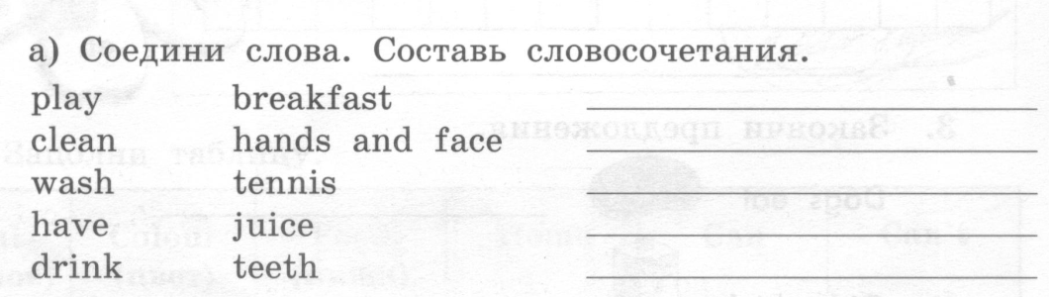 а) Соедини слова. Составь словосочетания.
play breakfast
clean hands and face
wash tennis
have juice
drink teeth